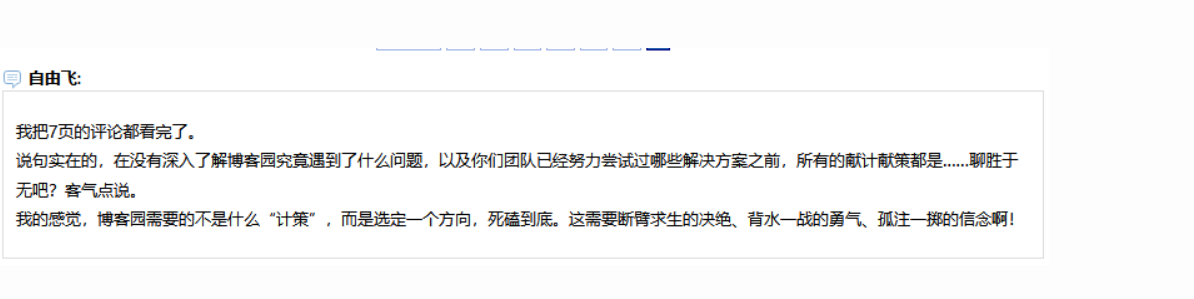 自由飞:
我把7页的评论都看完了。
说句实在的，在没有深入了解博客园究竟遇到了什么问题，以及你们团队已经努力尝试过哪些解决方案之前，所有的献计献策都是......聊胜于
无吧？客气点说。
我的感觉，博客园需要的不是什么“计策”，而是选定一个方向，死磕到底。这需要断臂求生的决绝、背水一战的勇气、孤注一掷的信念啊！